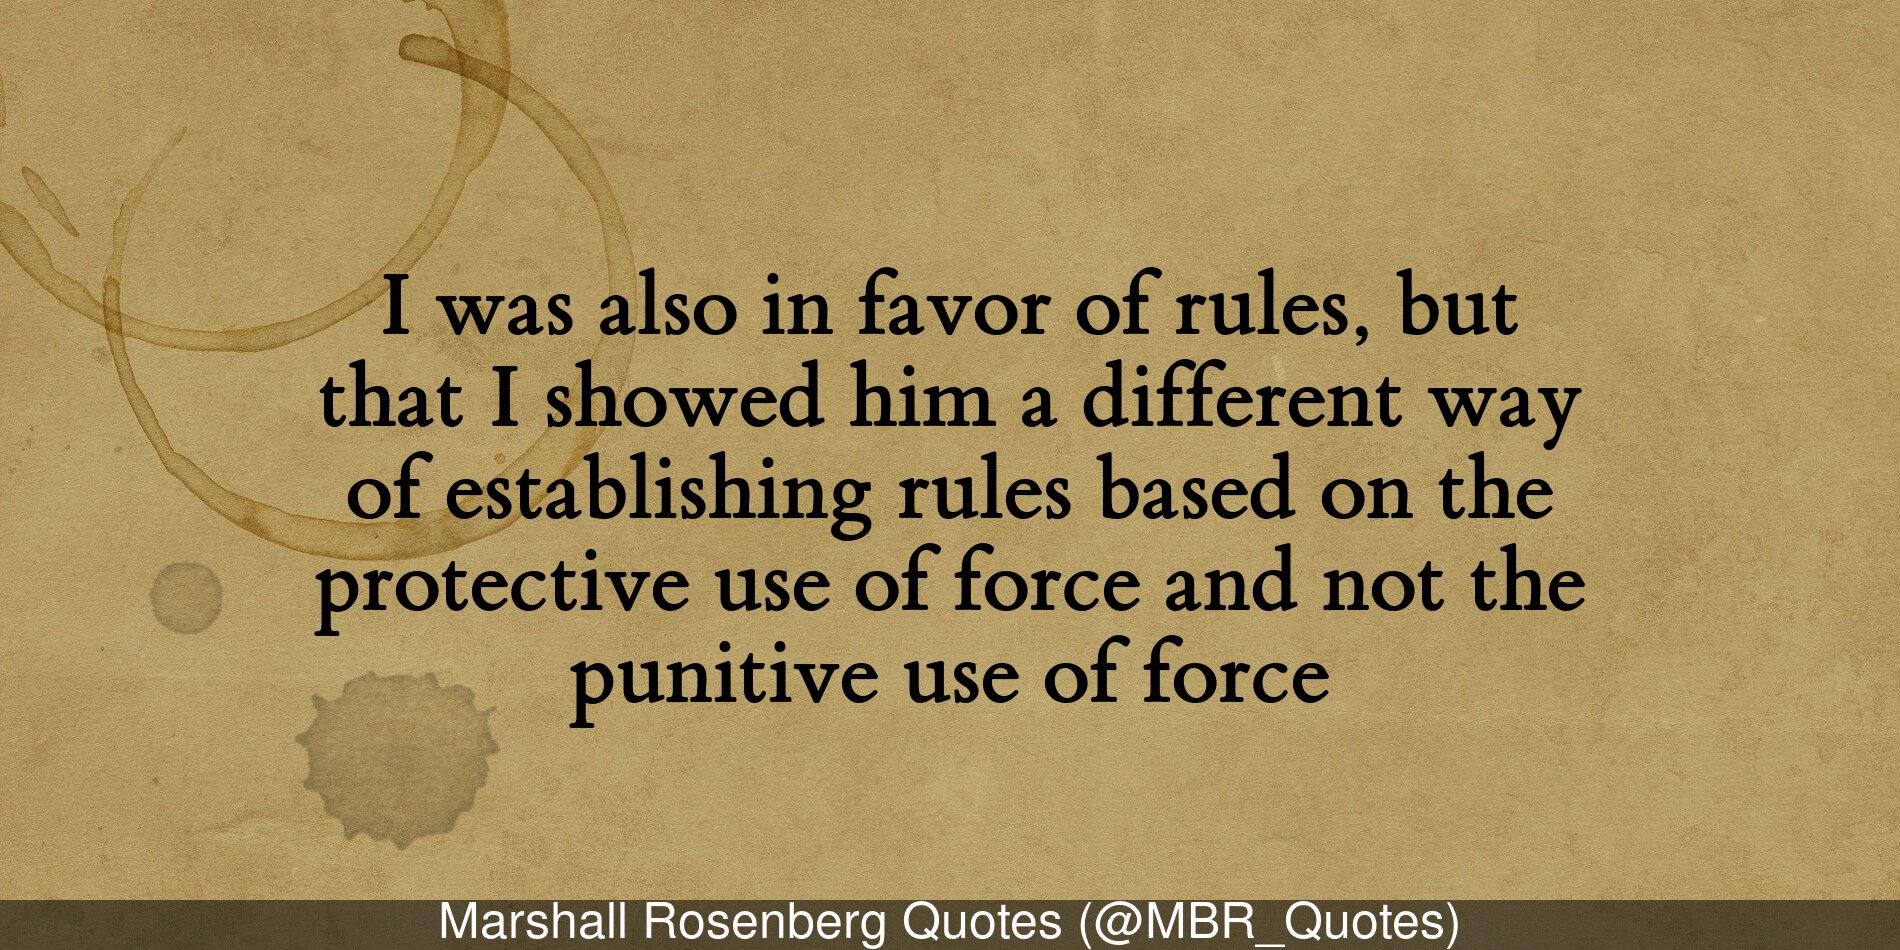 I was also in favor of rules, but
that I showed him a different way
of establishing rules based on the
protective use of force and not the
punitive use of force
Marshall Rosenberg Quotes (@MBR_Quotes)